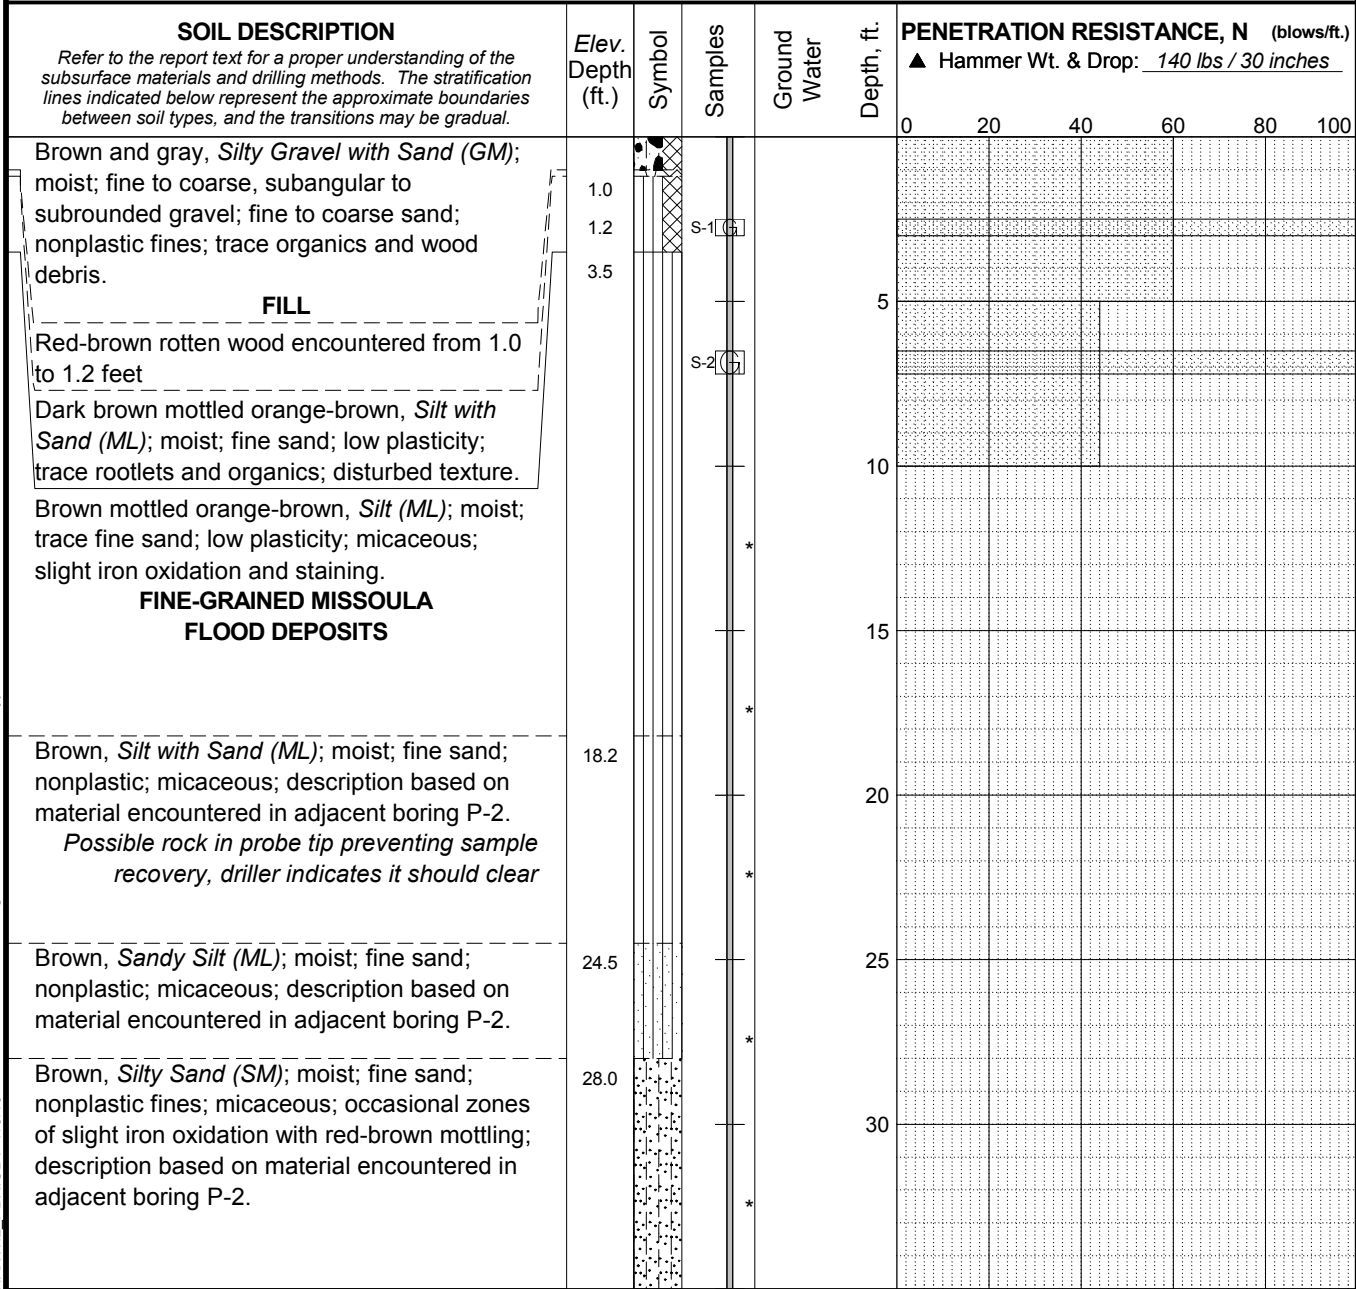 SOIL DESCRIPTION
Refer to the report text for a proper understanding of the
subsurface materials and drilling methods. The stratification
lines indicated below represent the approximate boundaries
between soil types, and the transitions may be gradual.
Elev.
Depth
(ft.)
Symbol
Samples
Ground
Water
Depth, ft.
PENETRATION RESISTANCE, N (blows/ft.)
▲ Hammer Wt. & Drop: 140 lbs / 30 inches
0 20 40 60 80 100
Brown and gray, Silty Gravel with Sand (GM);
moist; fine to coarse, subangular to
subrounded gravel; fine to coarse sand;
nonplastic fines; trace organics and wood
debris.
FILL
Red-brown rotten wood encountered from 1.0
to 1.2 feet
Dark brown mottled orange-brown, Silt with
Sand (ML); moist; fine sand; low plasticity;
trace rootlets and organics; disturbed texture.
Brown mottled orange-brown, Silt (ML); moist;
trace fine sand; low plasticity; micaceous;
slight iron oxidation and staining.
FINE-GRAINED MISSOULA
FLOOD DEPOSITS
Brown, Silt with Sand (ML); moist; fine sand;
nonplastic; micaceous; description based on
material encountered in adjacent boring P-2.
Possible rock in probe tip preventing sample
recovery, driller indicates it should clear
Brown, Sandy Silt (ML); moist; fine sand;
nonplastic; micaceous; description based on
material encountered in adjacent boring P-2.
Brown, Silty Sand (SM); moist; fine sand;
nonplastic fines; micaceous; occasional zones
of slight iron oxidation with red-brown mottling;
description based on material encountered in
adjacent boring P-2.
1.0
1.2
3.5
18.2
24.5
28.0
S-1 G
S-2 G
*
*
*
*
*
5
10
15
20
25
30